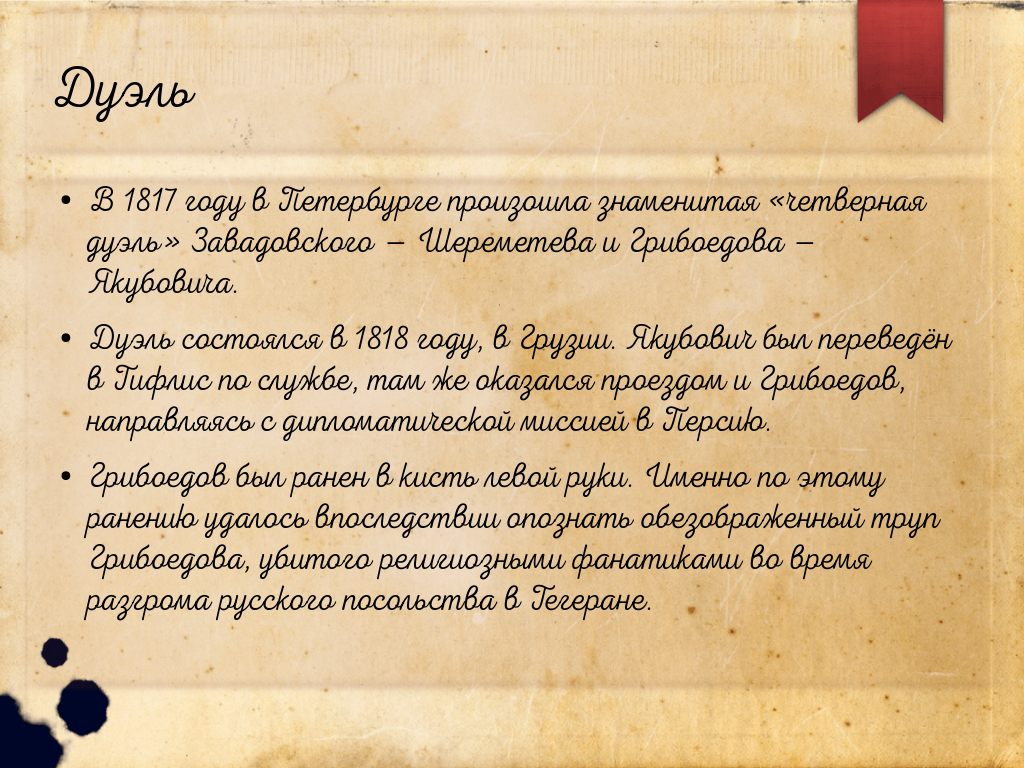 Дуэль
• В 1817 году в Петербурге произошла знаменитая «четверная
дуэль» Завадовского – Шереметева и Грибоедова –
Якубовича.
• Дуэль состоялся в 1818 году, в Грузии. Якубович был переведён
в Тифлис по службе, там же оказался проездом и Грибоедов,
направляясь с дипломатической миссией в Персию.
• Грибоедов был ранен в кисть левой руки. Именно по этому
ранению удалось впоследствии опознать обезображенный труп
Грибоедова, убитого религиозными фанатиками во время
разгрома русского посольства в Тегеране.